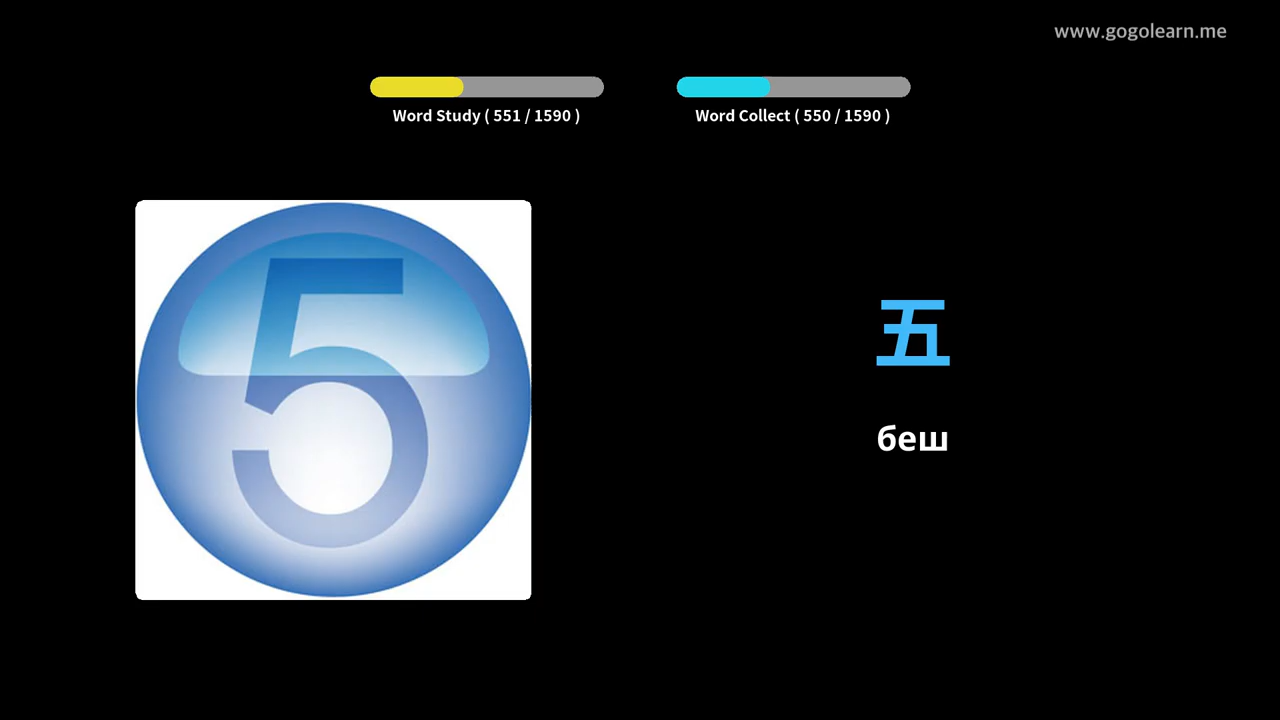 www.gogolearn.me
Word Study ( 551 / 1590 )
Word Collect ( 550 / 1590 )
5
五
беш